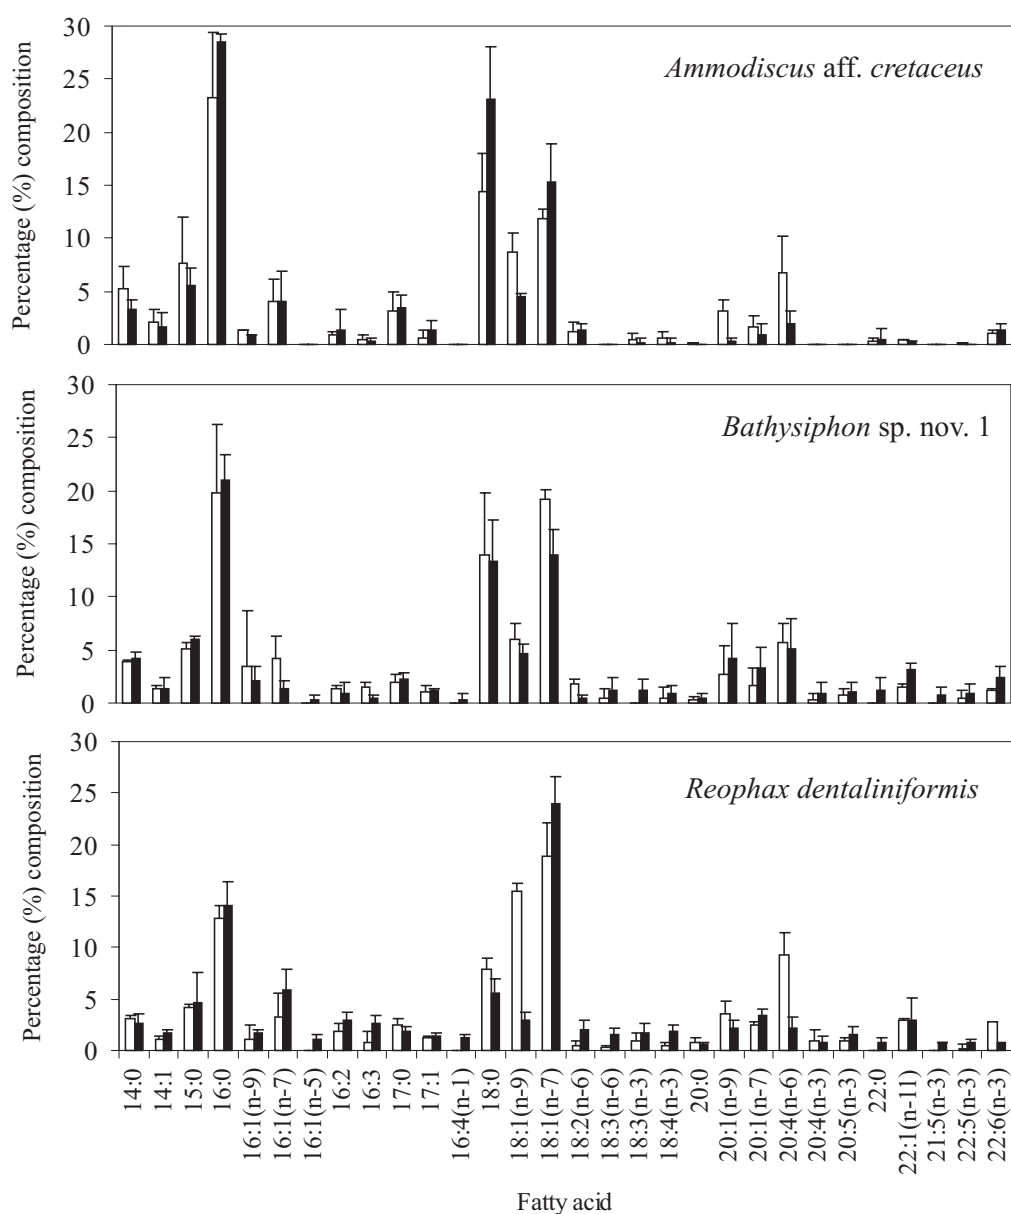 30
25
20
15
10
5
0
Percentage (%) composition
Ammodiscus aff. cretaceus
30
25
20
15
10
5
0
Percentage (%) composition
Bathysiphon sp. nov. 1
30
25
20
15
10
5
0
Percentage (%) composition
Reophax dentaliniformis
14:0
14:1
15:0
16:0
16:1(n-9)
16:1(n-7)
16:1(n-5)
16:2
16:3
17:0
17:1
16:4(n-1)
18:0
18:1(n-9)
18:1(n-7)
18:2(n-6)
18:3(n-6)
18:3(n-3)
18:4(n-3)
20:0
20:1(n-9)
20:1(n-7)
20:4(n-6)
20:4(n-3)
20:5(n-3)
22:0
22:1(n-11)
21:5(n-3)
22:5(n-3)
22:6(n-3)
Fatty acid